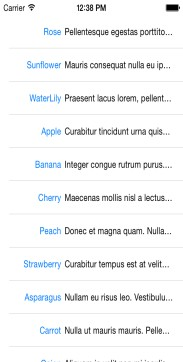 Carrier 12:38 PM
Rose Pellentesque egestas porttito...
Sunflower Mauris consequat nulla eu ip...
WaterLily Praesent lacus lorem, pellent...
Apple Curabitur tincidunt urna quis...
Banana Integer congue rutrum purus....
Cherry Maecenas mollis nisl a lectus...
Peach Donec et magna quam. Nulla...
Strawberry Curabitur tempus est at velit...
Asparagus Nullam eu risus leo. Vestibulu...
Carrot Nulla ut mauris mauris. Pelle...